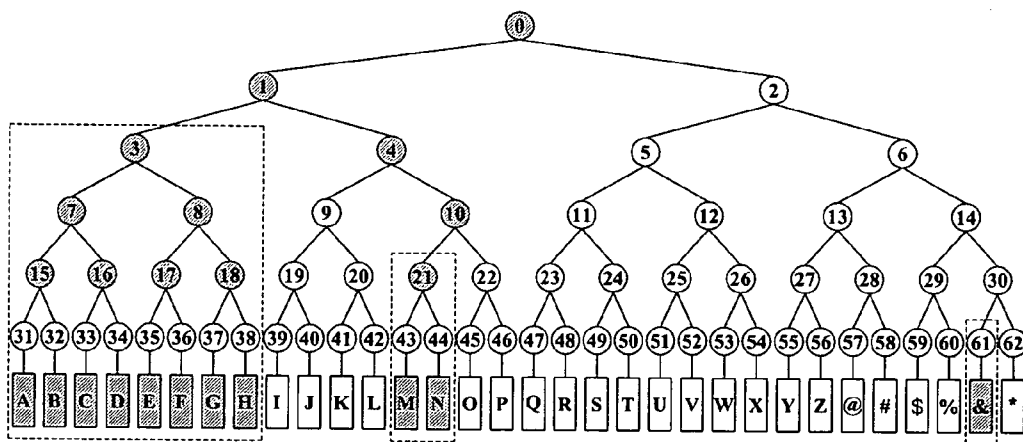 0
1 2
3 4 5 6
7 8 9 10 11 12 13 14
15 16 17 18 19 20 21 22 23 24 25 26 27 28 29 30
31 32 33 34 35 36 37 38 39 40 41 42 43 44 45 46 47 48 49 50 51 52 53 54 55 56 57 58 59 60 61 62
A B C D E F G H I J K L M N O P Q R S T U V W X Y Z @ # $ % & *